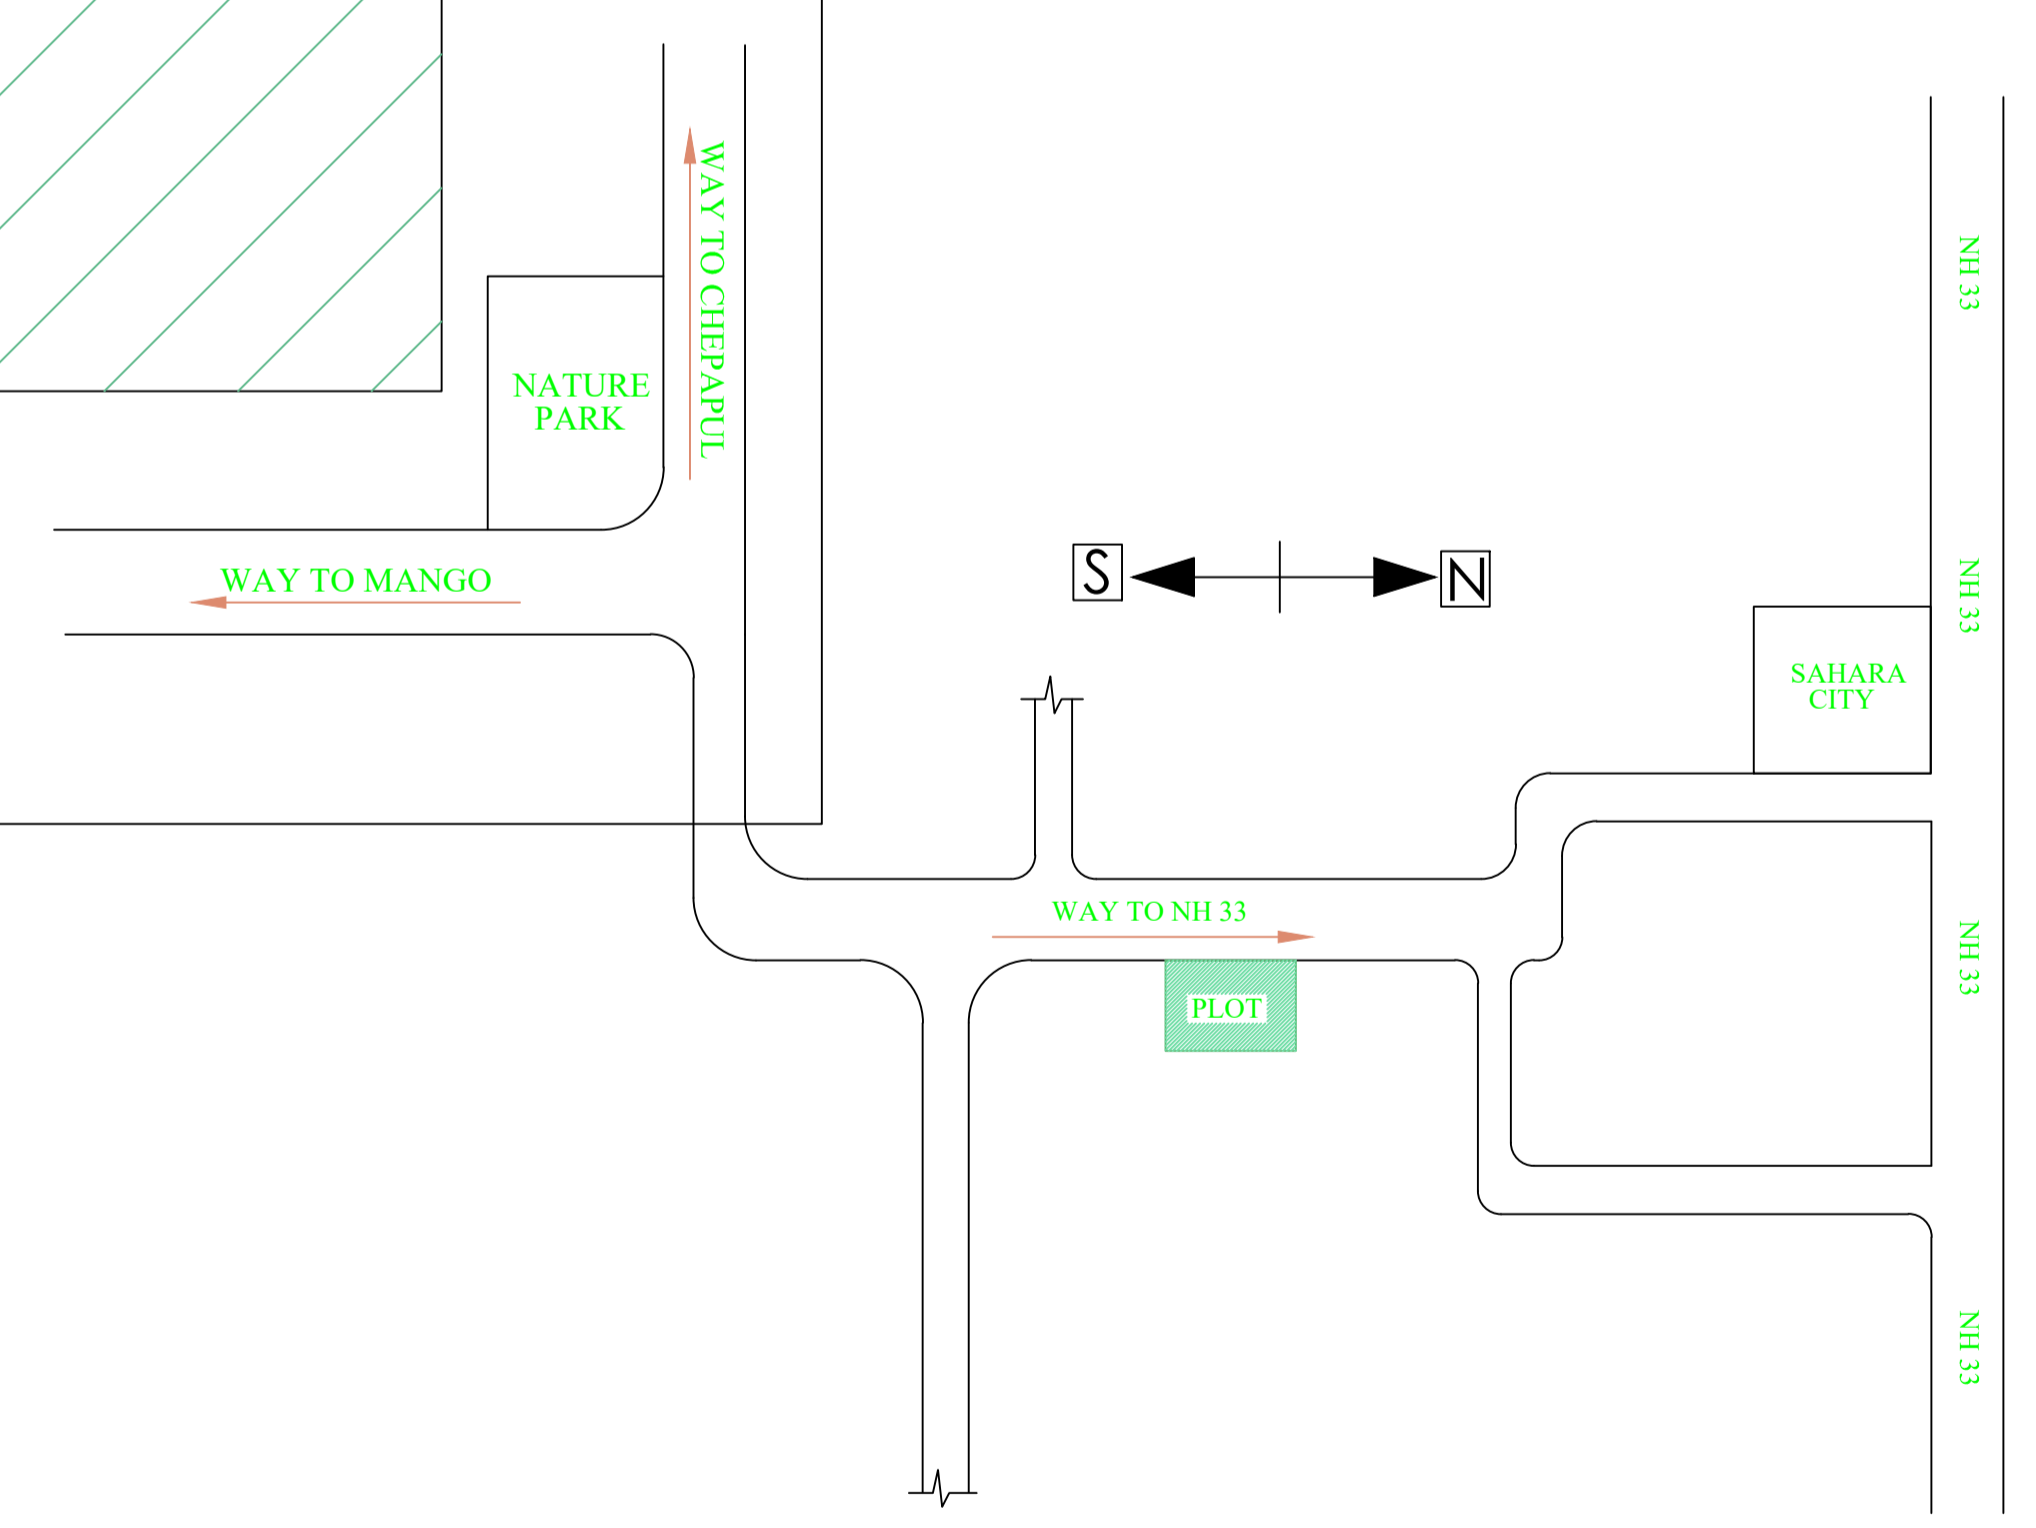 WAY TO CHEPAPUL
NH 33
NATURE
PARK
S
N
WAY TO MANGO
NH 33
SAHARA
CITY
WAY TO NH 33
NH 33
PLOT
NH 33